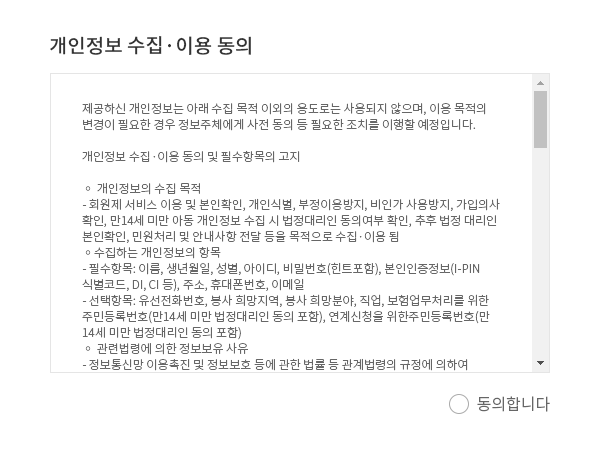 개인정보 수집·이용 동의
제공하신 개인정보는 아래 수집 목적 이외의 용도로는 사용되지 않으며, 이용 목적의
변경이 필요한 경우 정보주체에게 사전 동의 등 필요한 조치를 이행할 예정입니다.
개인정보 수집·이용 동의 및 필수항목의 고지
◦ 개인정보의 수집 목적
- 회원제 서비스 이용 및 본인확인, 개인식별, 부정이용방지, 비인가 사용방지, 가입의사
확인, 만14세 미만 아동 개인정보 수집 시 법정대리인 동의여부 확인, 추후 법정 대리인
본인확인, 민원처리 및 안내사항 전달 등을 목적으로 수집·이용 됨
◦수집하는 개인정보의 항목
- 필수항목: 이름, 생년월일, 성별, 아이디, 비밀번호(힌트포함), 본인인증정보(I-PIN
식별코드, DI, CI 등), 주소, 휴대폰번호, 이메일
- 선택항목: 유선전화번호, 봉사 희망지역, 봉사 희망분야, 직업, 보험업무처리를 위한
주민등록번호(만14세 미만 법정대리인 동의 포함), 연계신청을 위한주민등록번호(만
14세 미만 법정대리인 동의 포함)
◦ 관련법령에 의한 정보보유 사유
- 정보통신망 이용촉진 및 정보보호 등에 관한 법률 등 관계법령의 규정에 의하여
동의합니다